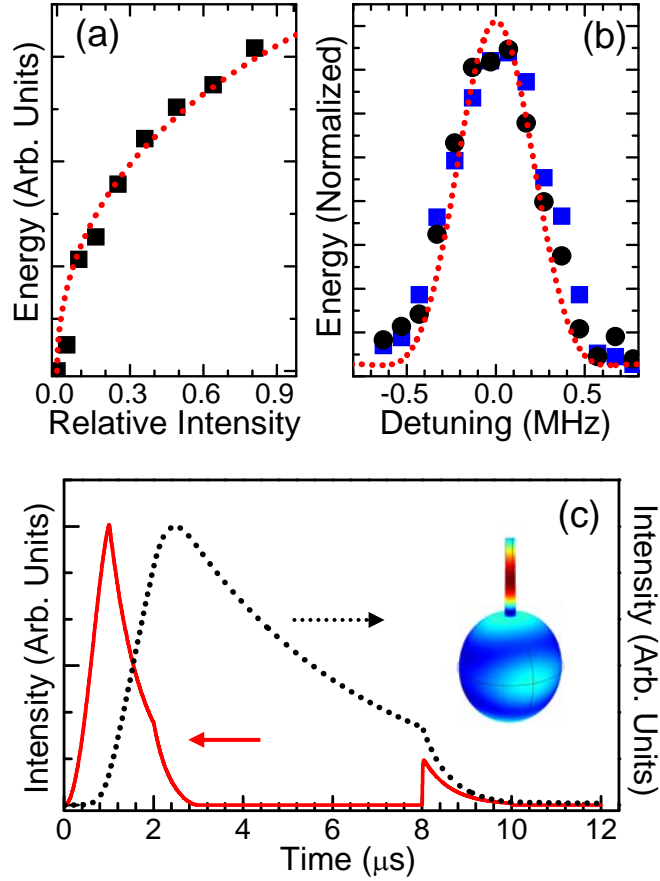 (a)
Energy (Arb. Units)
0.0 0.3 0.6 0.9
Relative Intensity
(b)
Energy (Normalized)
-0.5 0.0 0.5
Detuning (MHz)
(c)
Intensity (Arb. Units)
Intensity (Arb. Units)
0 2 4 6 8 10 12
Time (μs)